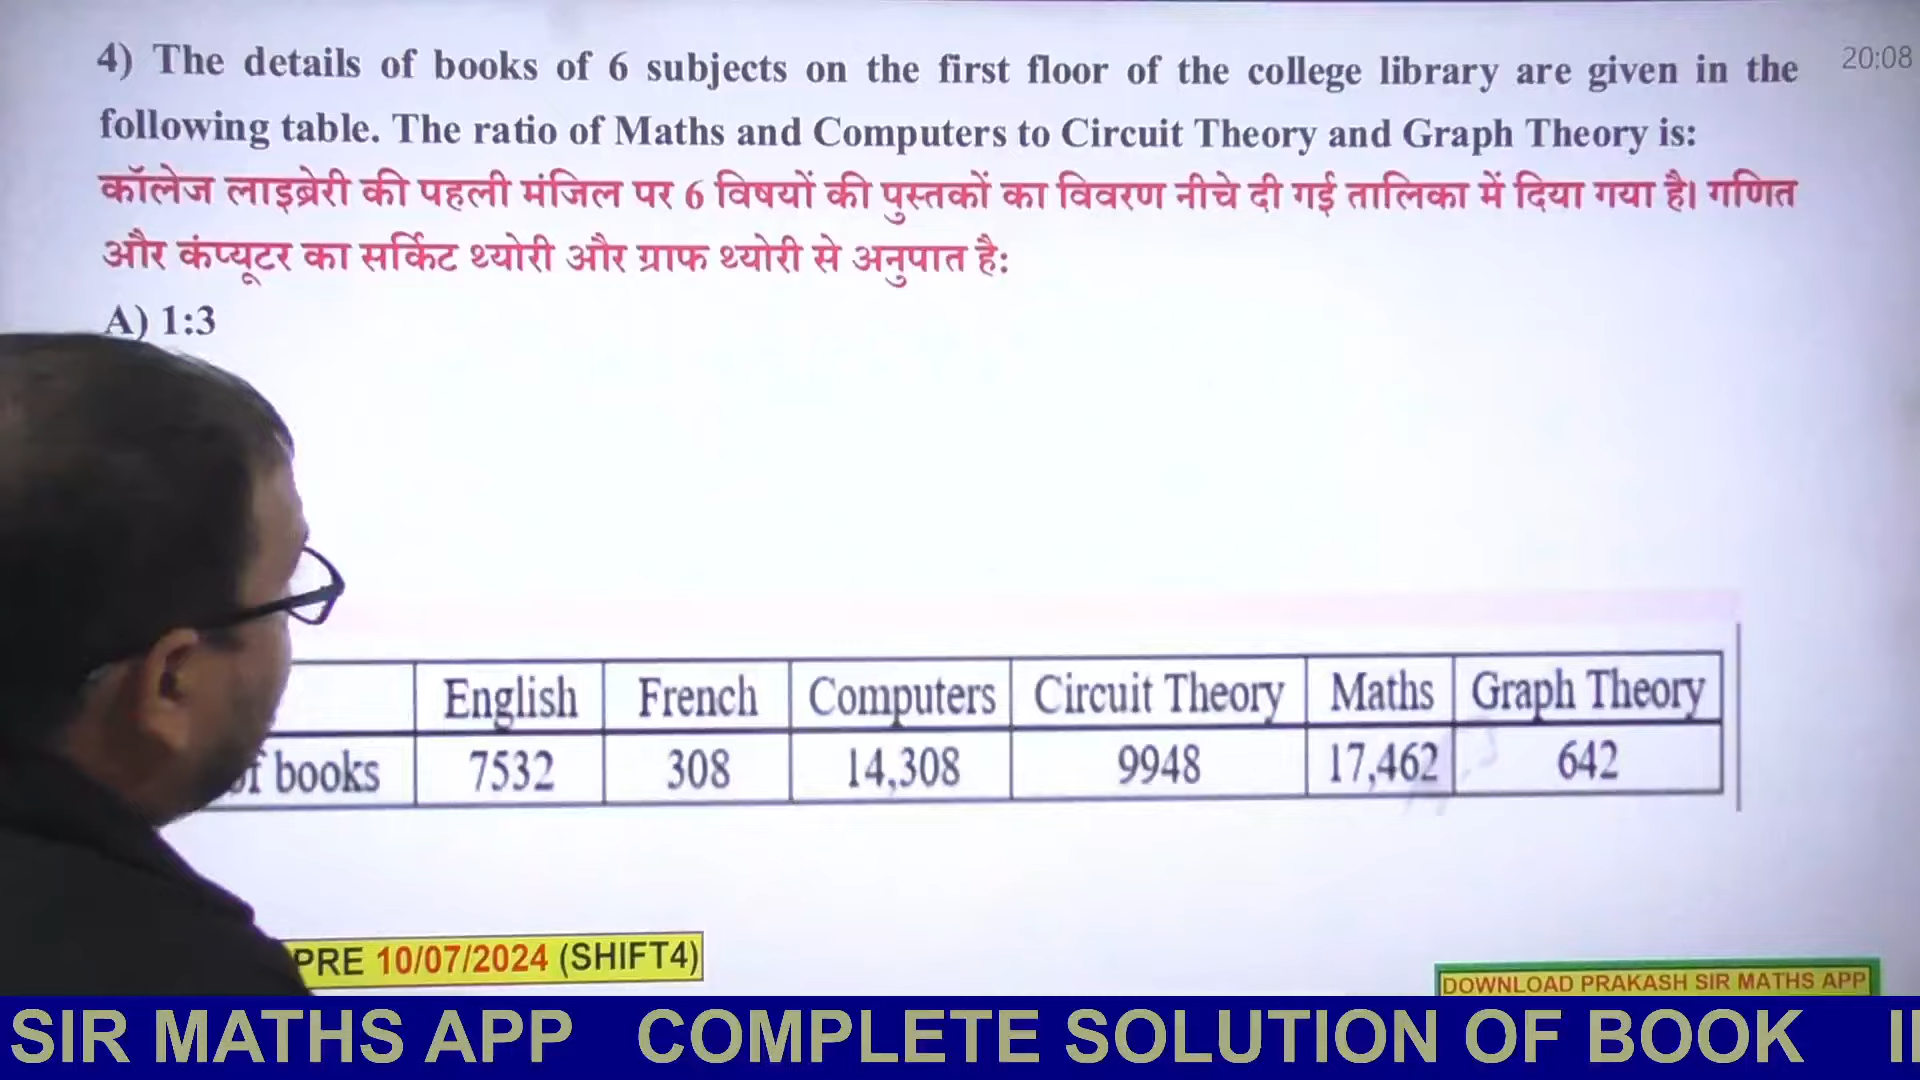 4) The details of books of 6 subjects on the first floor of the college library are given in the
20:08
following table. The ratio of Maths and Computers to Circuit Theory and Graph Theory is:
कॉलेज लाइब्रेरी की पहली मंजिल पर 6 विषयों की पुस्तकों का विवरण नीचे दी गई तालिका में दिया गया है। गणित
और कंप्यूटर का सर्किट थ्योरी और ग्राफ थ्योरी से अनुपात है:
A) 1:3
English French Computers Circuit Theory Maths Graph Theory
of books 7532 308 14,308 9948 17,462 642
PRE 10/07/2024 (SHIFT4)
DOWNLOAD PRAKASH SIR MATHS APP
SIR MATHS APP COMPLETE SOLUTION OF BOOK